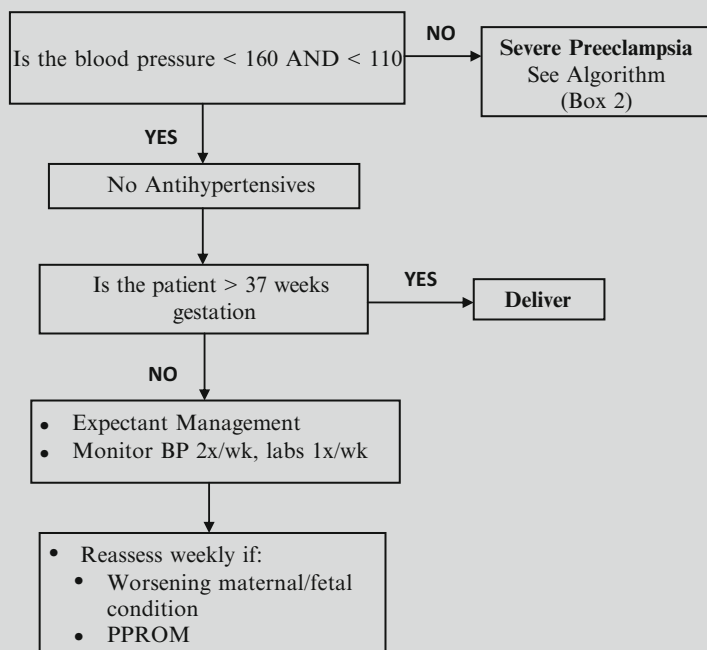 Is the blood pressure < 160 AND < 110
NO
Severe Preeclampsia
See Algorithm
(Box 2)
YES
No Antihypertensives
Is the patient > 37 weeks
gestation
YES
Deliver
NO
• Expectant Management
• Monitor BP 2x/wk, labs 1x/wk
• Reassess weekly if:
• Worsening maternal/fetal
condition
• PPROM